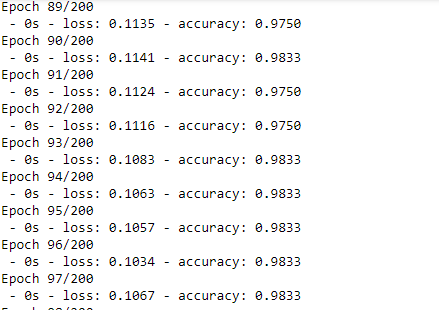 Epoch 89/200
- 0s - loss: 0.1135 - accuracy: 0.9750
Epoch 90/200
- 0s - loss: 0.1141 - accuracy: 0.9833
Epoch 91/200
- 0s - loss: 0.1124 - accuracy: 0.9750
Epoch 92/200
- 0s - loss: 0.1116 - accuracy: 0.9750
Epoch 93/200
- 0s - loss: 0.1083 - accuracy: 0.9833
Epoch 94/200
- 0s - loss: 0.1063 - accuracy: 0.9833
Epoch 95/200
- 0s - loss: 0.1057 - accuracy: 0.9833
Epoch 96/200
- 0s - loss: 0.1034 - accuracy: 0.9833
Epoch 97/200
- 0s - loss: 0.1067 - accuracy: 0.9833